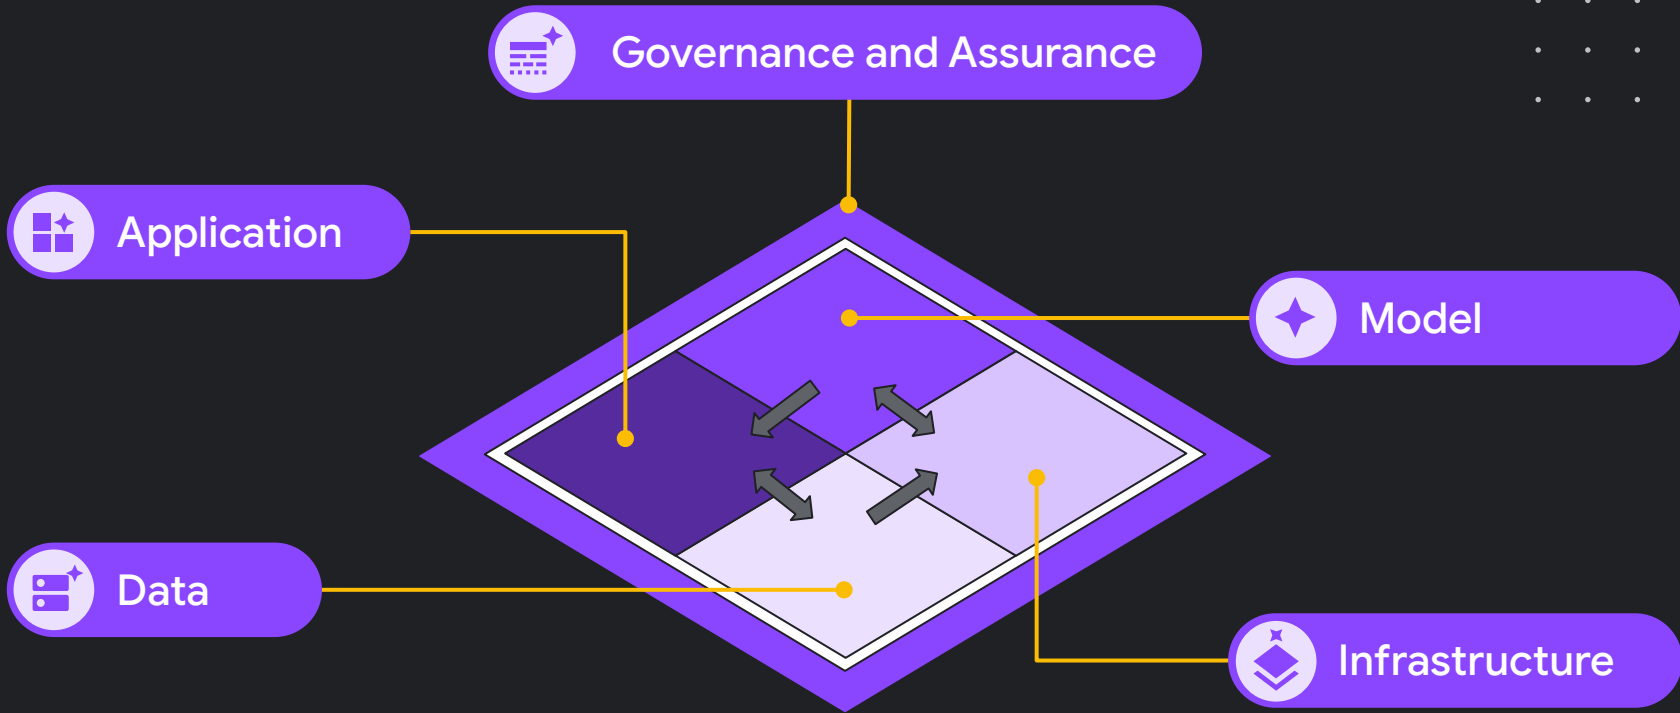 Governance and Assurance
Application
Model
Data
Infrastructure